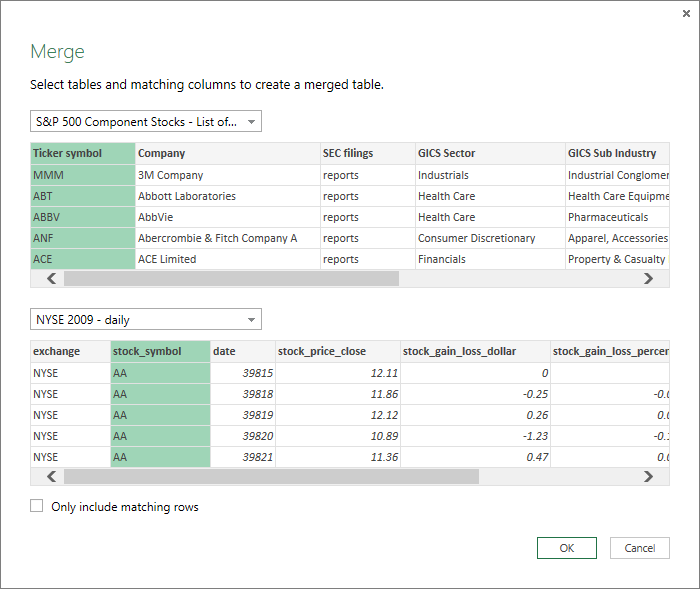 Merge
Select tables and matching columns to create a merged table.
S&P 500 Component Stocks - List of...
Ticker symbol Company SEC filings GICS Sector GICS Sub Industry
MMM 3M Company reports Industrials Industrial Conglomer
ABT Abbott Laboratories reports Health Care Health Care Equipme
ABBV AbbVie reports Health Care Pharmaceuticals
ANF Abercrombie & Fitch Company A reports Consumer Discretionary Apparel, Accessories
ACE ACE Limited reports Financials Property & Casualty
NYSE 2009 - daily
exchange stock_symbol date stock_price_close stock_gain_loss_dollar stock_gain_loss_percen
NYSE AA 39815 12.11 0
NYSE AA 39818 11.86 -0.25 -0.0
NYSE AA 39819 12.12 0.26 0.0
NYSE AA 39820 10.89 -1.23 -0.1
NYSE AA 39821 11.36 0.47 0.0
Only include matching rows
OK Cancel